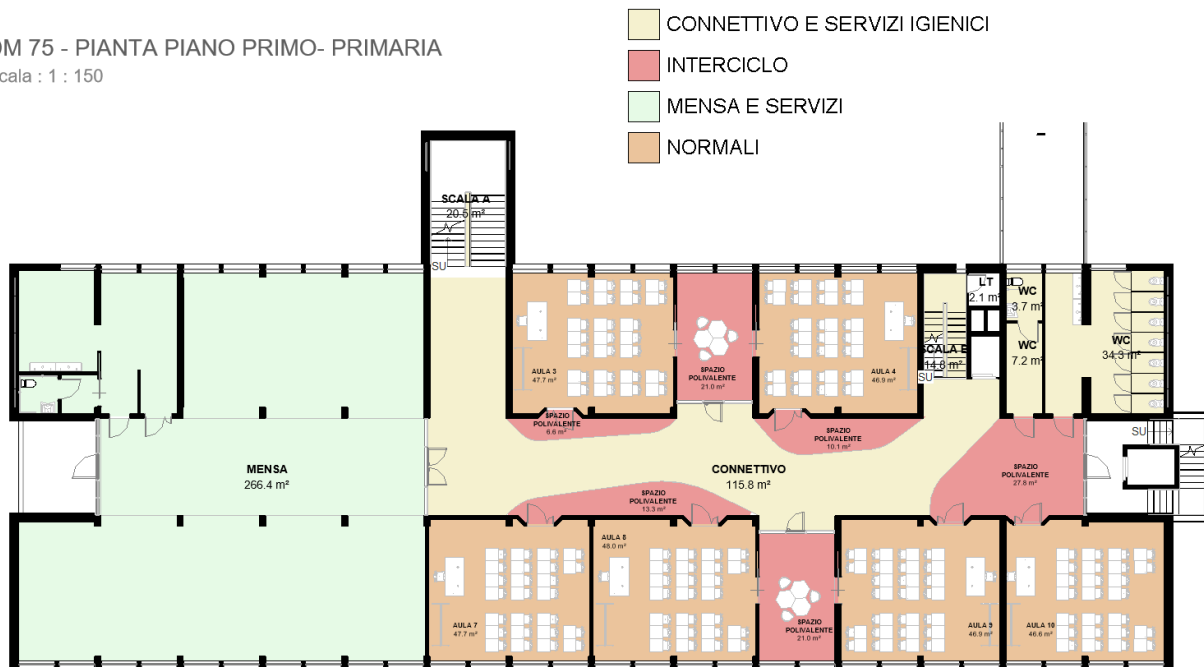 OM 75 - PIANTA PIANO PRIMO- PRIMARIA
cala : 1 : 150
CONNETTIVO E SERVIZI IGIENICI
INTERCICLO
MENSA E SERVIZI
NORMALI
SCALA A
20.5 m²
SU
AULA 3
47.7 m²
SPAZIO
POLIVALENTE
21.0 m²
AULA 4
46.9 m²
SCALA B
14.8 m²
SU
LT
2.1 m²
WC
3.7 m²
WC
7.2 m²
WC
34.3 m²
SPAZIO
POLIVALENTE
6.6 m²
SPAZIO
POLIVALENTE
10.1 m²
SU
MENSA
266.4 m²
CONNETTIVO
115.8 m²
SPAZIO
POLIVALENTE
27.8 m²
SPAZIO
POLIVALENTE
13.3 m²
AULA 7
47.7 m²
AULA 8
48.0 m²
SPAZIO
POLIVALENTE
21.0 m²
AULA 9
46.9 m²
AULA 10
46.6 m²